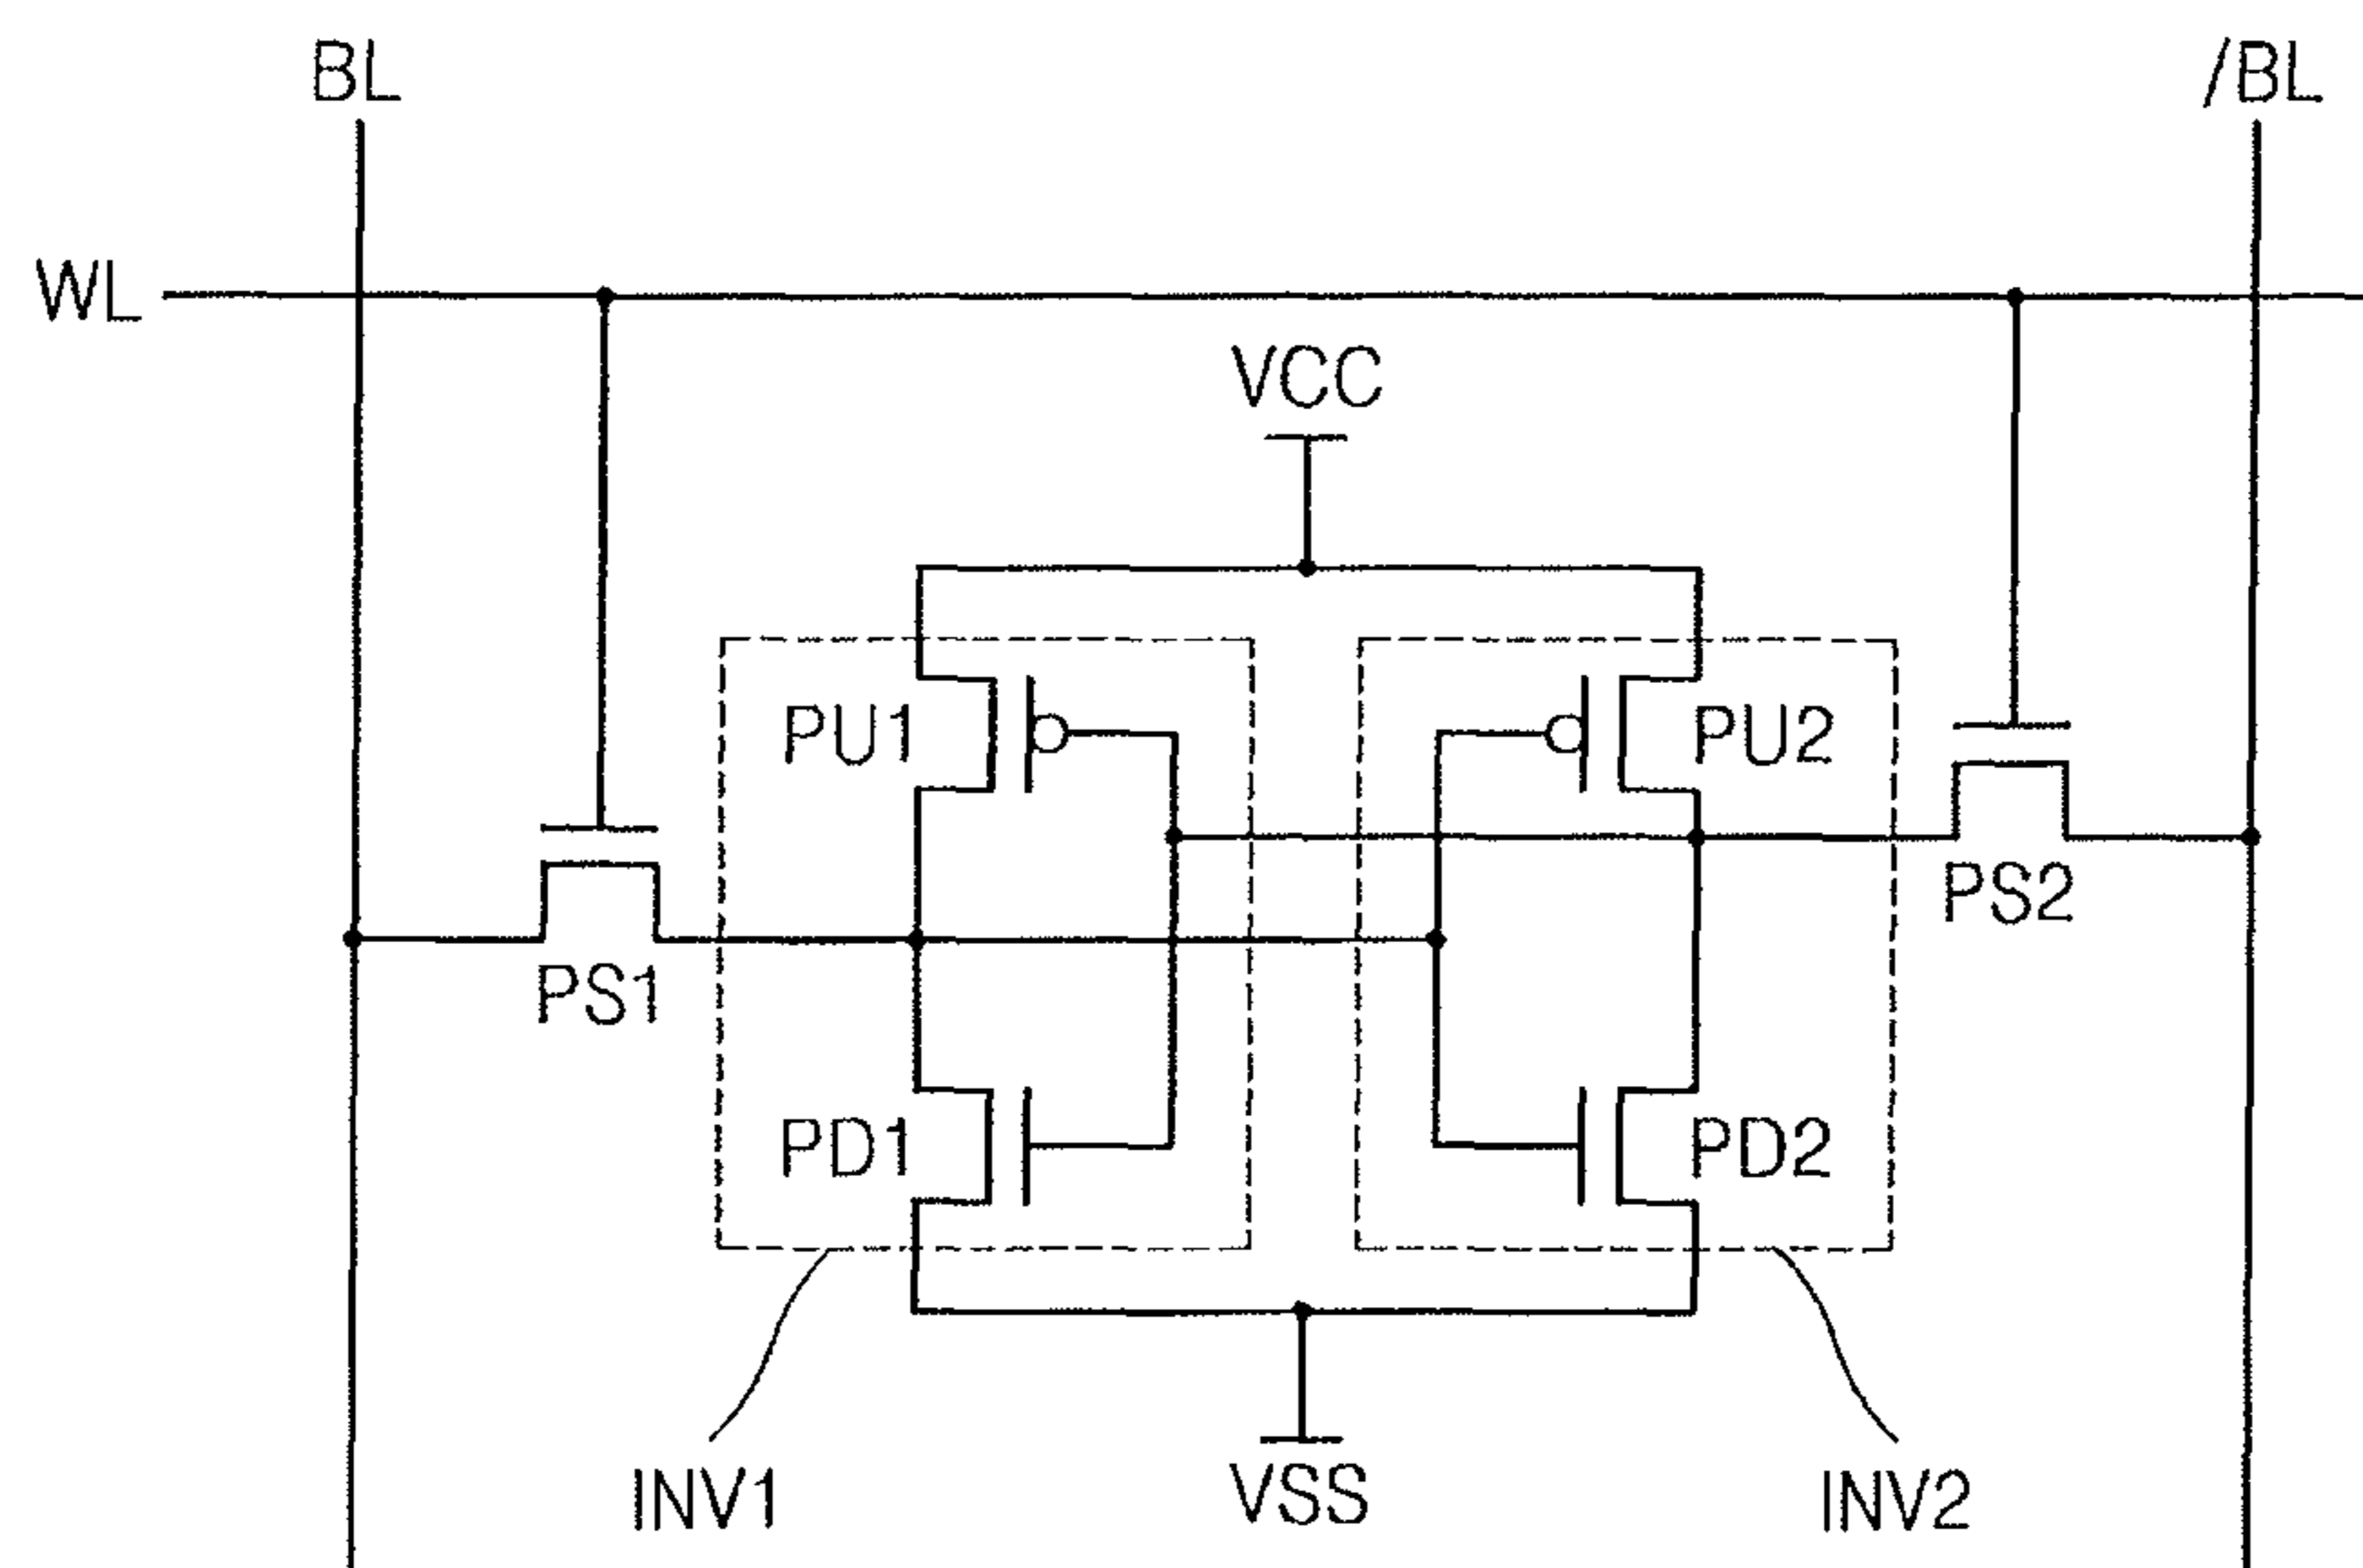 BL
/BL
WL
VCC
PU1
PU2
PS2
PS1
PD1
PD2
INV1
VSS
INV2